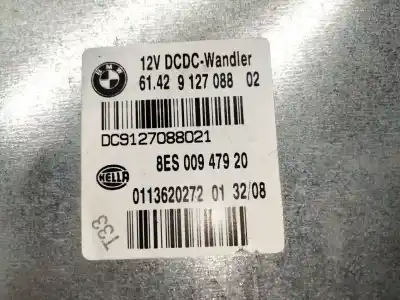 BMW
12V DCDC-Wandler
61.42 9 127 088 02
DC9127088021
8ES 009 479 20
HELLA
0113620272 01 32/08
T33